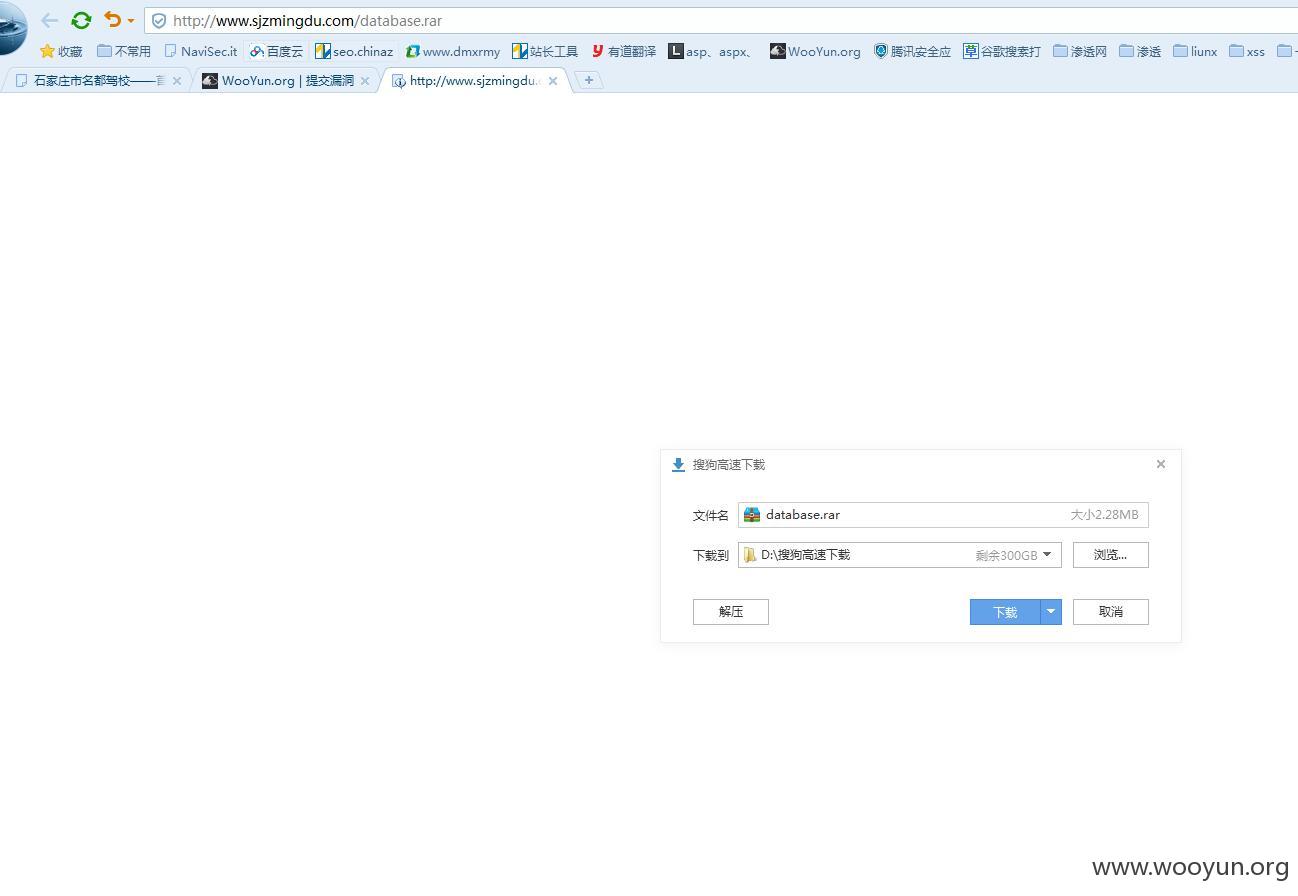 http://www.sjzmingdu.com/database.rar
收藏 不常用 NaviSec.it 百度云 seo.chinaz www.dmxrmy 站长工具 有道翻译 asp、aspx、 WooYun.org 腾讯安全应 谷歌搜索打 渗透网 渗透 liunx xss
石家庄市名都驾校—— WooYun.org | 提交漏洞 http://www.sjzmingdu.c
搜狗高速下载
文件名 database.rar 大小2.28MB
下载到 D:\搜狗高速下载 剩余300GB 浏览...
解压 下载 取消
www.wooyun.org